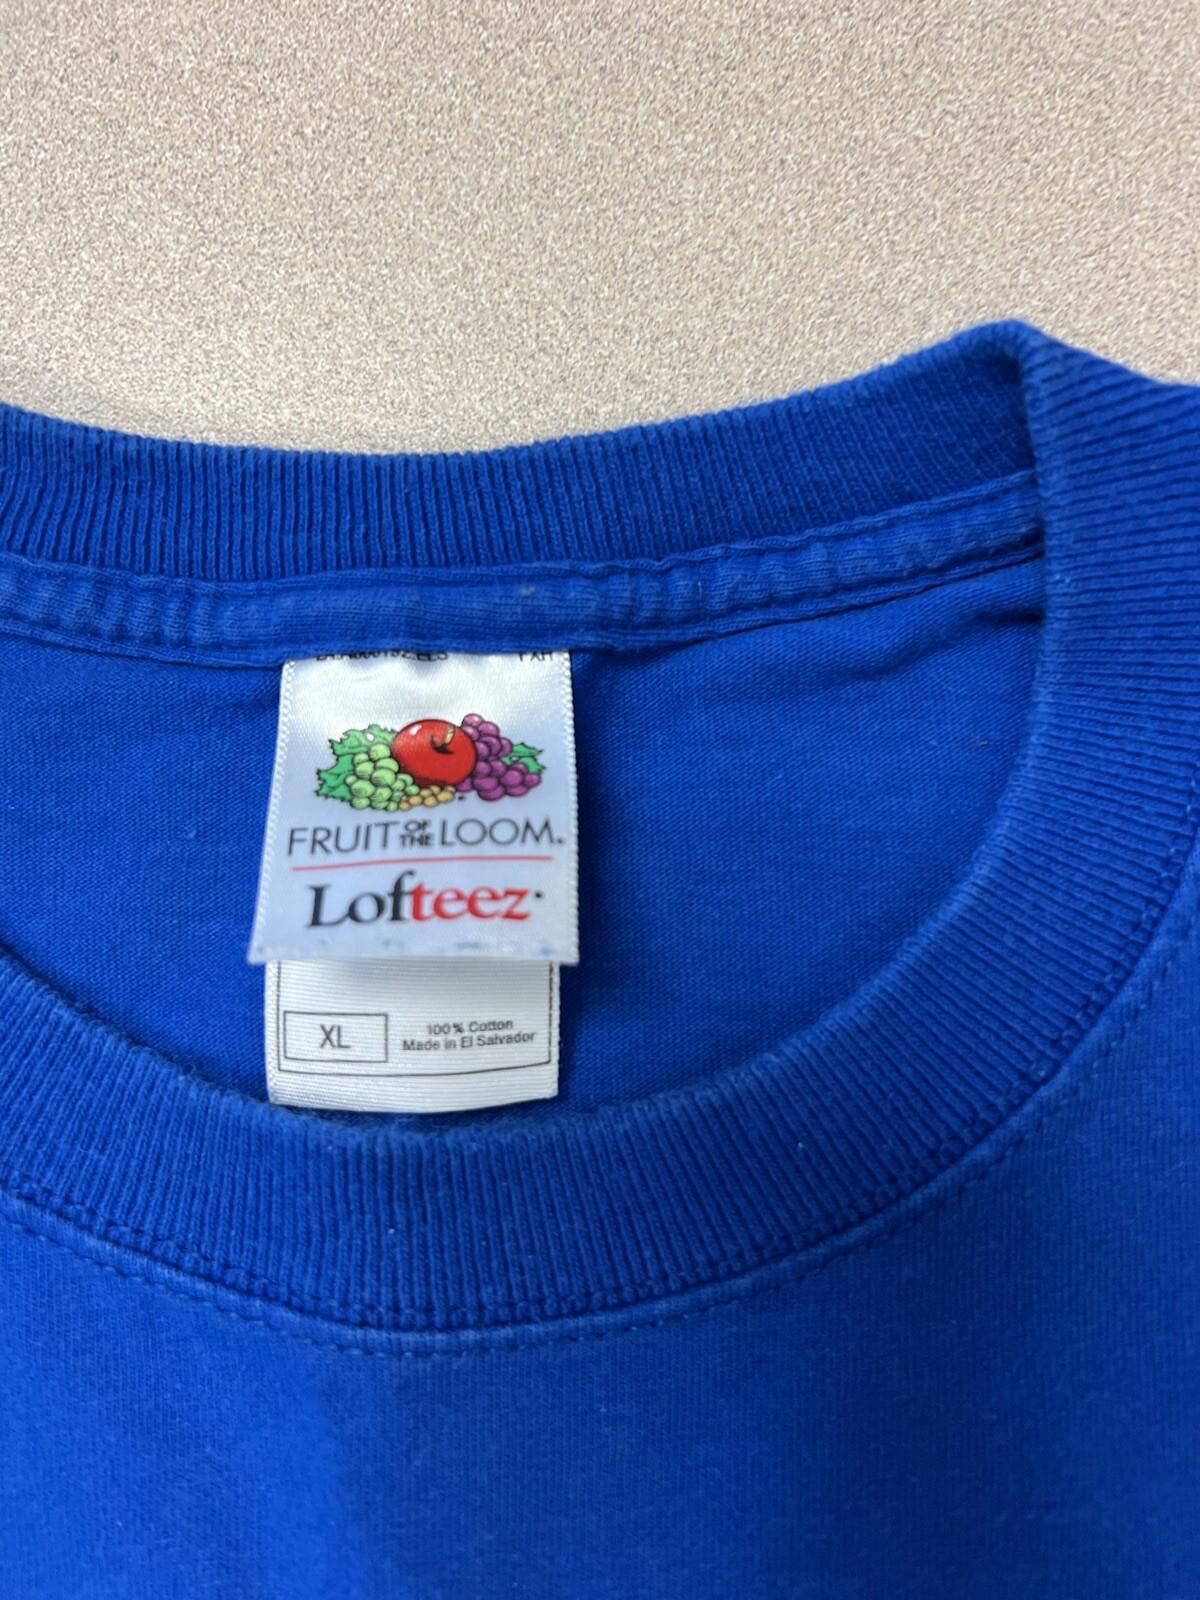 FRUIT OF THE LOOM.
Lofteez
XL
100% Cotton
Made in El Salvador